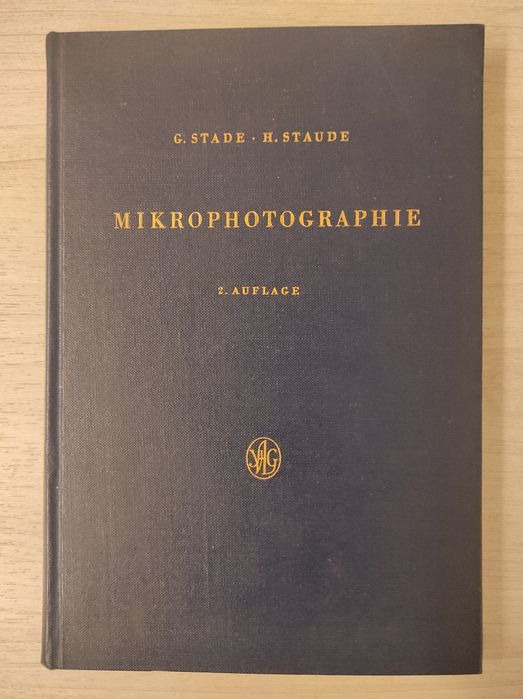 G. STADE · H. STAUDE
MIKROPHOTOGRAPHIE
2. AUFLAGE